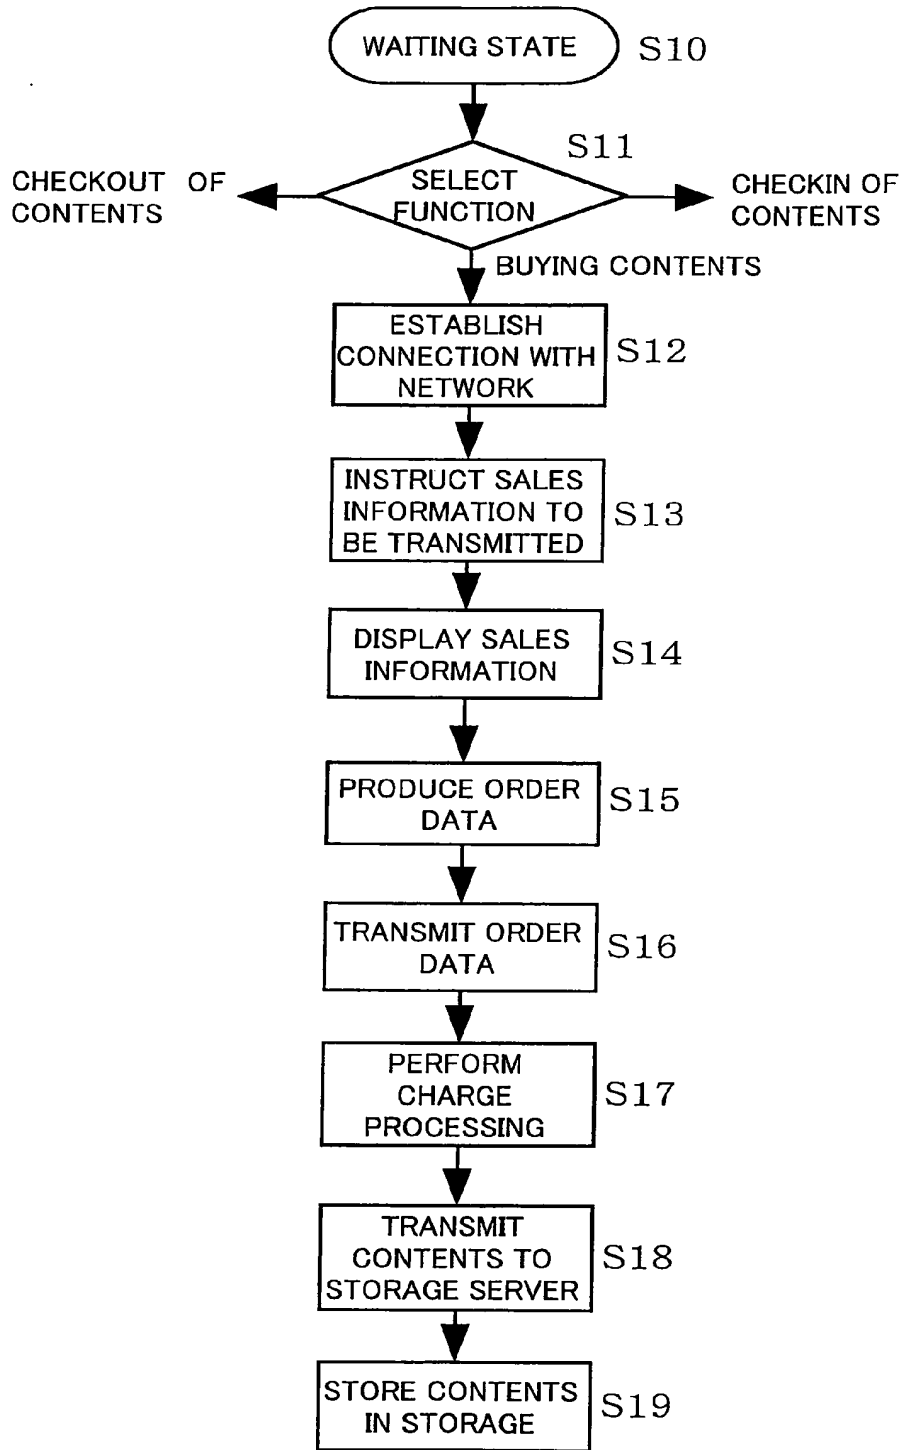 WAITING STATE
S10
S11
SELECT
FUNCTION
CHECKOUT OF
CONTENTS
CHECKIN OF
CONTENTS
BUYING CONTENTS
ESTABLISH
CONNECTION WITH
NETWORK
S12
INSTRUCT SALES
INFORMATION TO
BE TRANSMITTED
S13
DISPLAY SALES
INFORMATION
S14
PRODUCE ORDER
DATA
S15
TRANSMIT ORDER
DATA
S16
PERFORM
CHARGE
PROCESSING
S17
TRANSMIT
CONTENTS TO
STORAGE SERVER
S18
STORE CONTENTS
IN STORAGE
S19